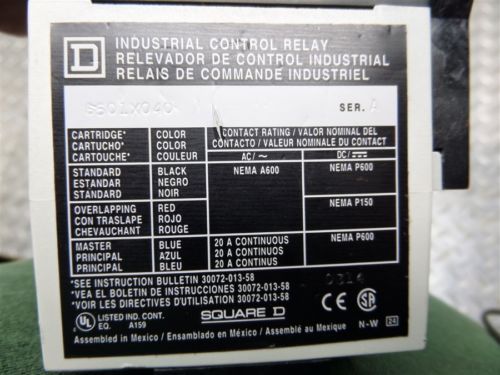 D INDUSTRIAL CONTROL RELAY
RELEVADOR DE CONTROL INDUSTRIAL
RELAIS DE COMMANDE INDUSTRIEL
SER. A
CARTRIDGE* COLOR CONTACT RATING / VALOR NOMINAL DEL
CARTUCHO* COLOR CONTACTO / VALEUR NOMINALE DU CONTACT
CARTOUCHE* COULEUR AC/ ~ DC/ ⎓
STANDARD BLACK NEMA A600 NEMA P600
ESTANDAR NEGRO
STANDARD NOIR
OVERLAPPING RED NEMA P150
CON TRASLAPE ROJO
CHEVAUCHANT ROUGE
MASTER BLUE 20 A CONTINUOUS NEMA P600
PRINCIPAL AZUL 20 A CONTINUOS
PRINCIPAL BLEU 20 A CONTINUS
*SEE INSTRUCTION BULLETIN 30072-013-58
*VEA EL BOLETIN DE INSTRUCCIONES 30072-013-58
*VOIR LES DIRECTIVES D'UTILISATION 30072-013-58
0314
UL LISTED IND. CONT. EQ. A159 SQUARE D CE SA N-W 24
Assembled in Mexico / Ensamblado en México / Assemblé au Mexique